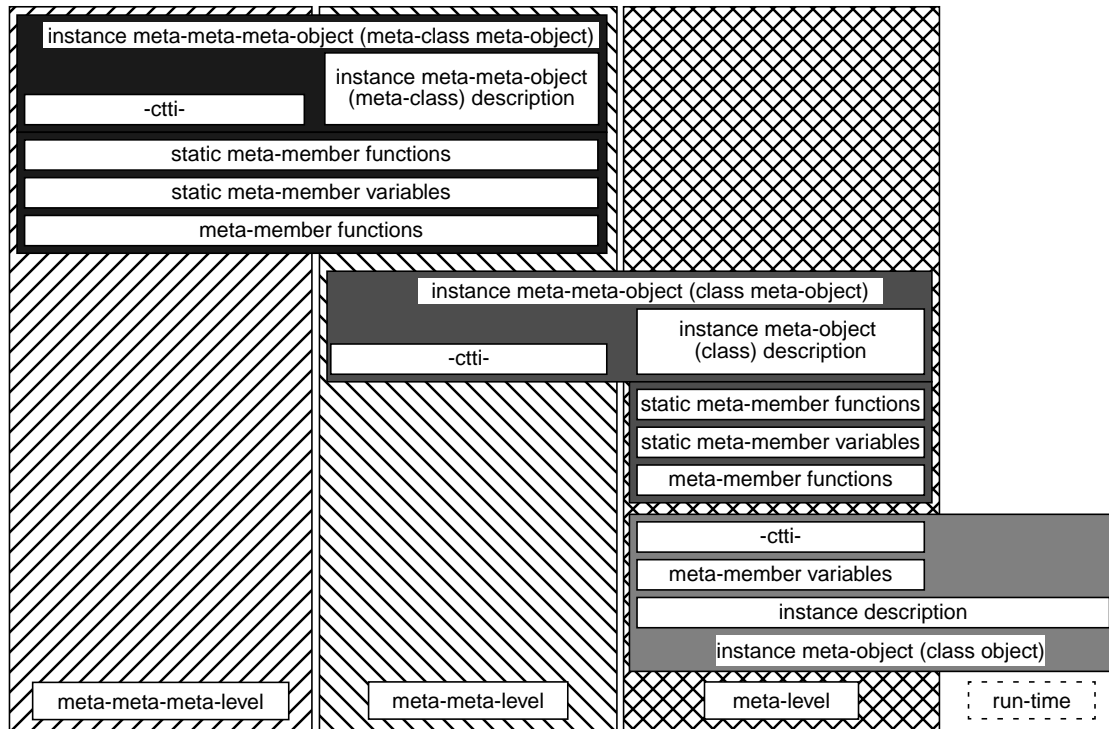 instance meta-meta-meta-object (meta-class meta-object)
instance meta-meta-object
(meta-class) description
-ctti-
static meta-member functions
static meta-member variables
meta-member functions
instance meta-meta-object (class meta-object)
instance meta-object
(class) description
-ctti-
static meta-member functions
static meta-member variables
meta-member functions
-ctti-
meta-member variables
instance description
instance meta-object (class object)
meta-meta-meta-level
meta-meta-level
meta-level
run-time